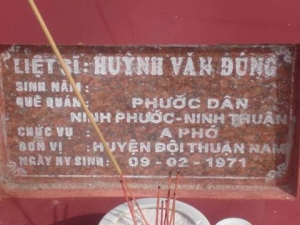 LIỆT SĨ: HUỲNH VĂN ĐÚNG
SINH NĂM :
QUÊ QUÁN : PHƯỚC DÂN
NINH PHƯỚC-NINH THUẬN
CHỨC VỤ : A PHÓ
ĐƠN VỊ : HUYỆN ĐỘI THUẬN NAM
NGÀY HY SINH: 09-02-1971